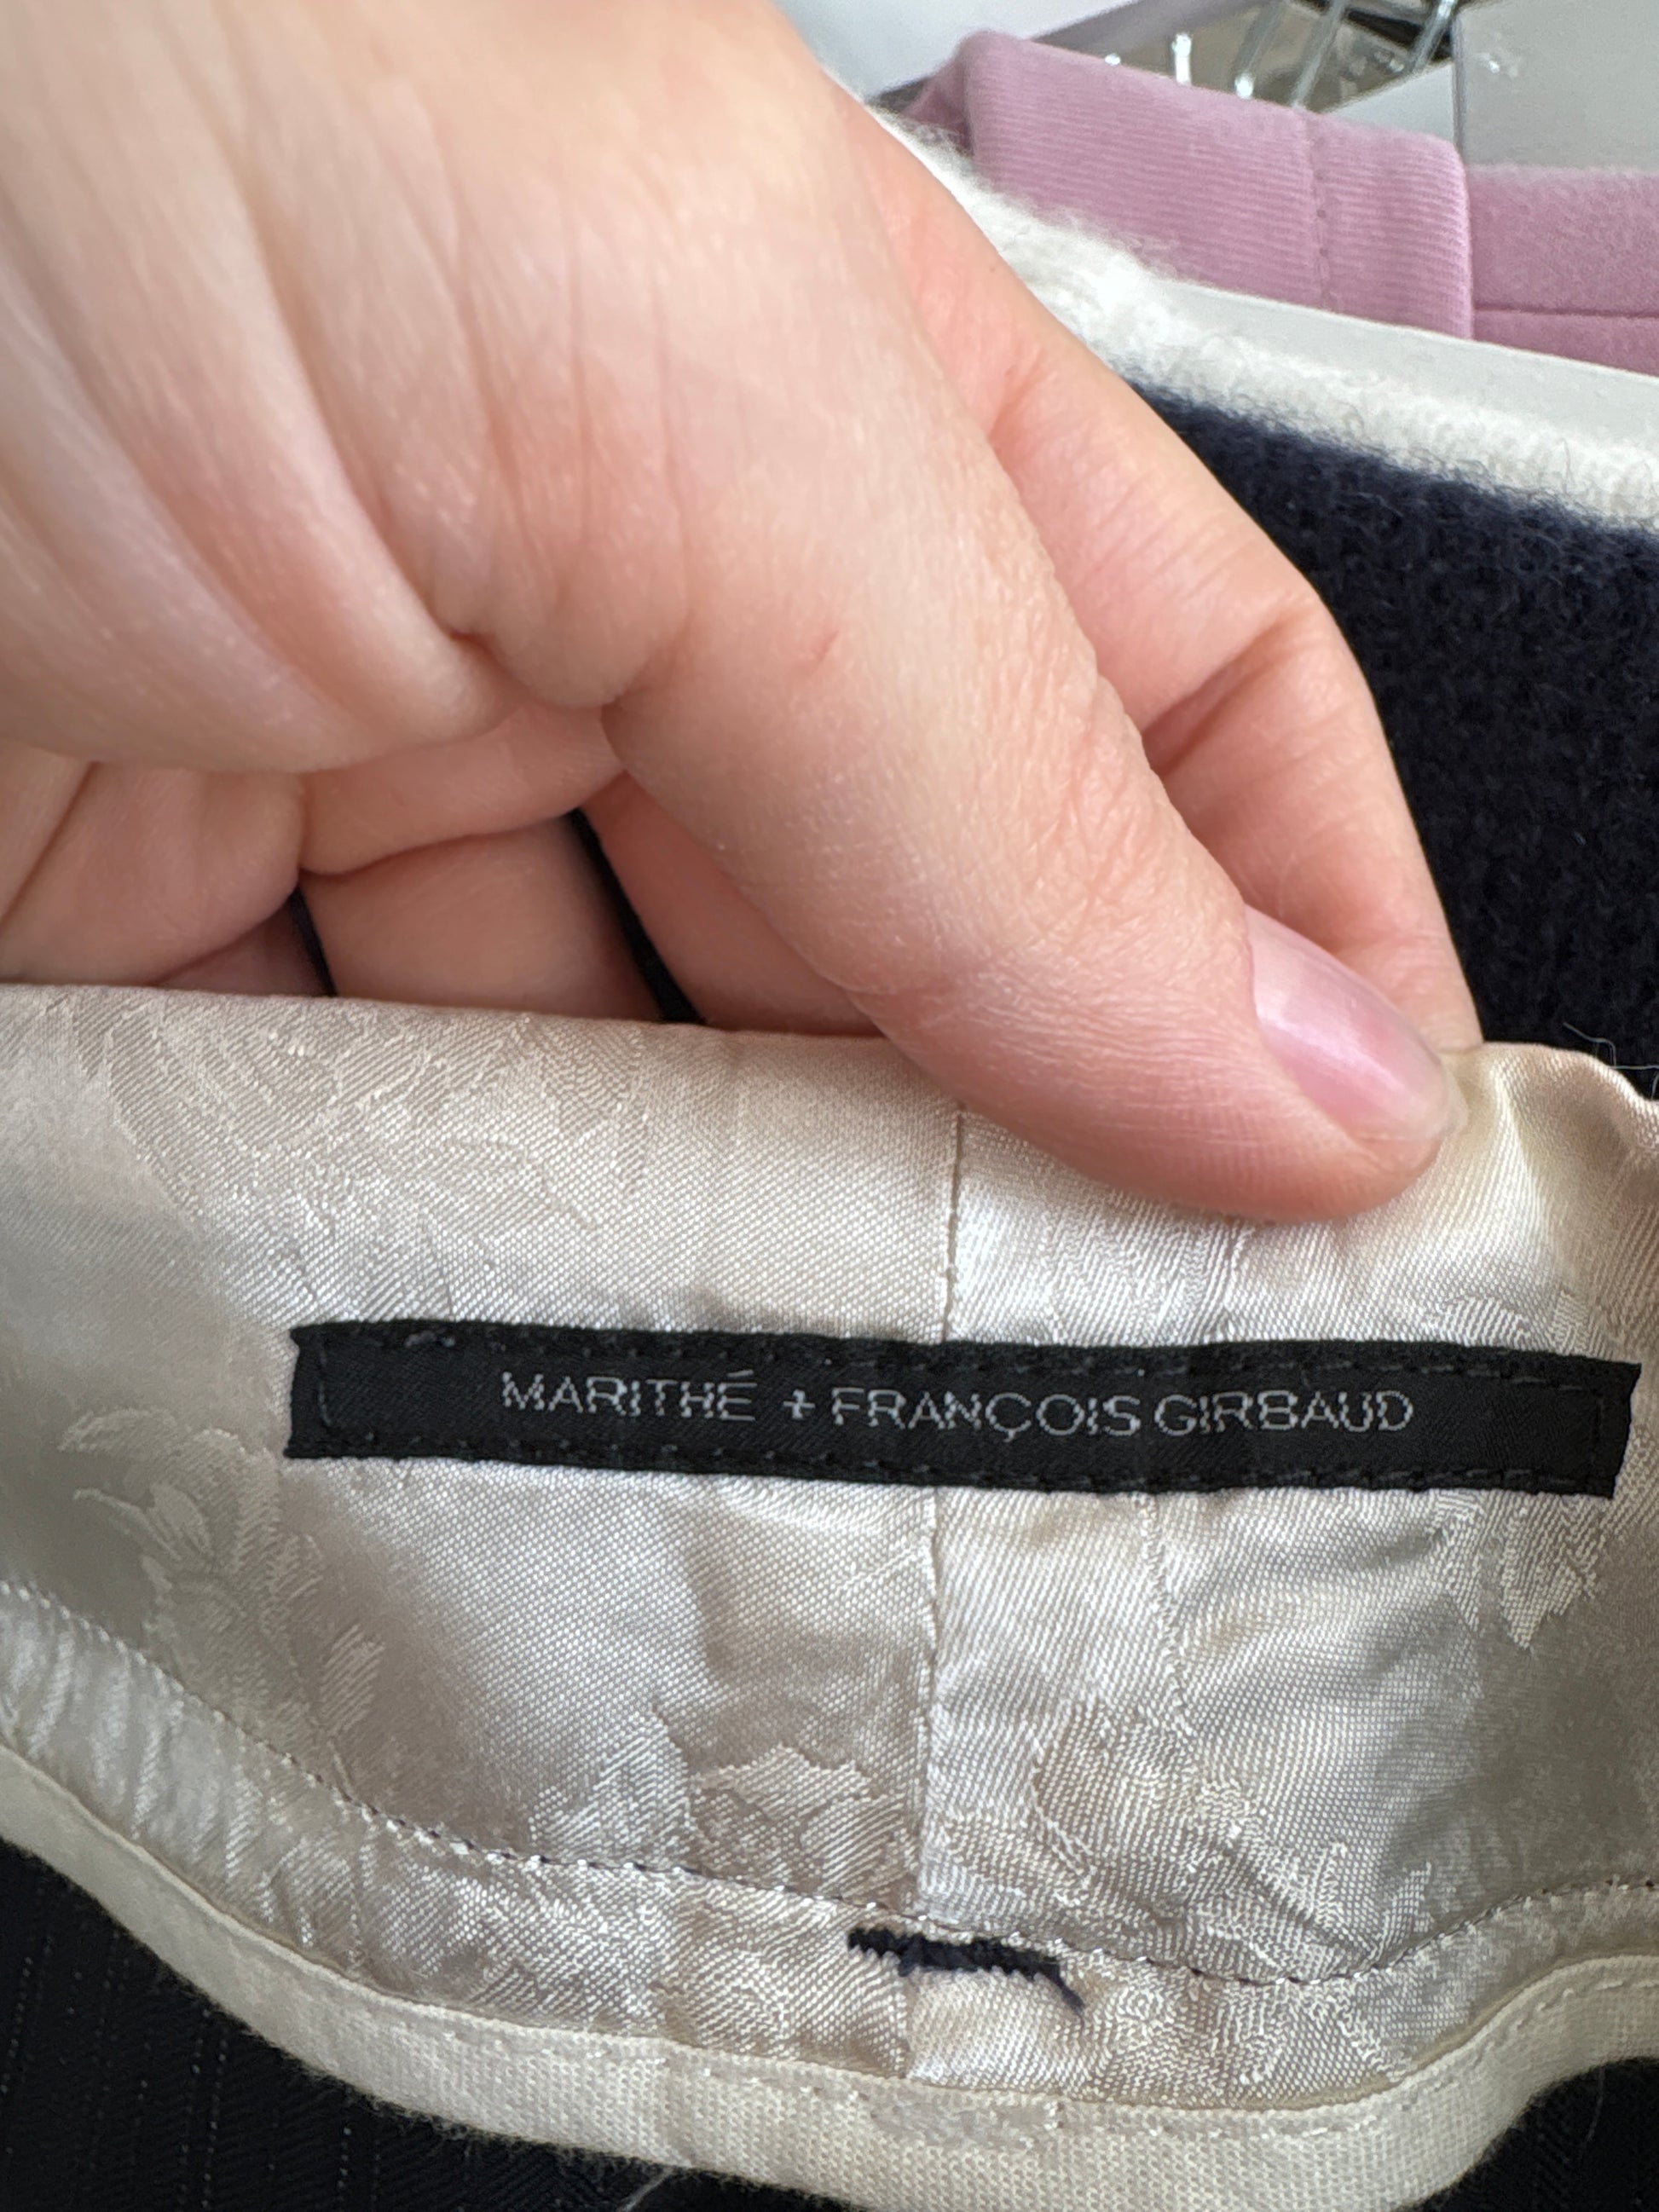 MARITHÉ + FRANÇOIS GIRBAUD